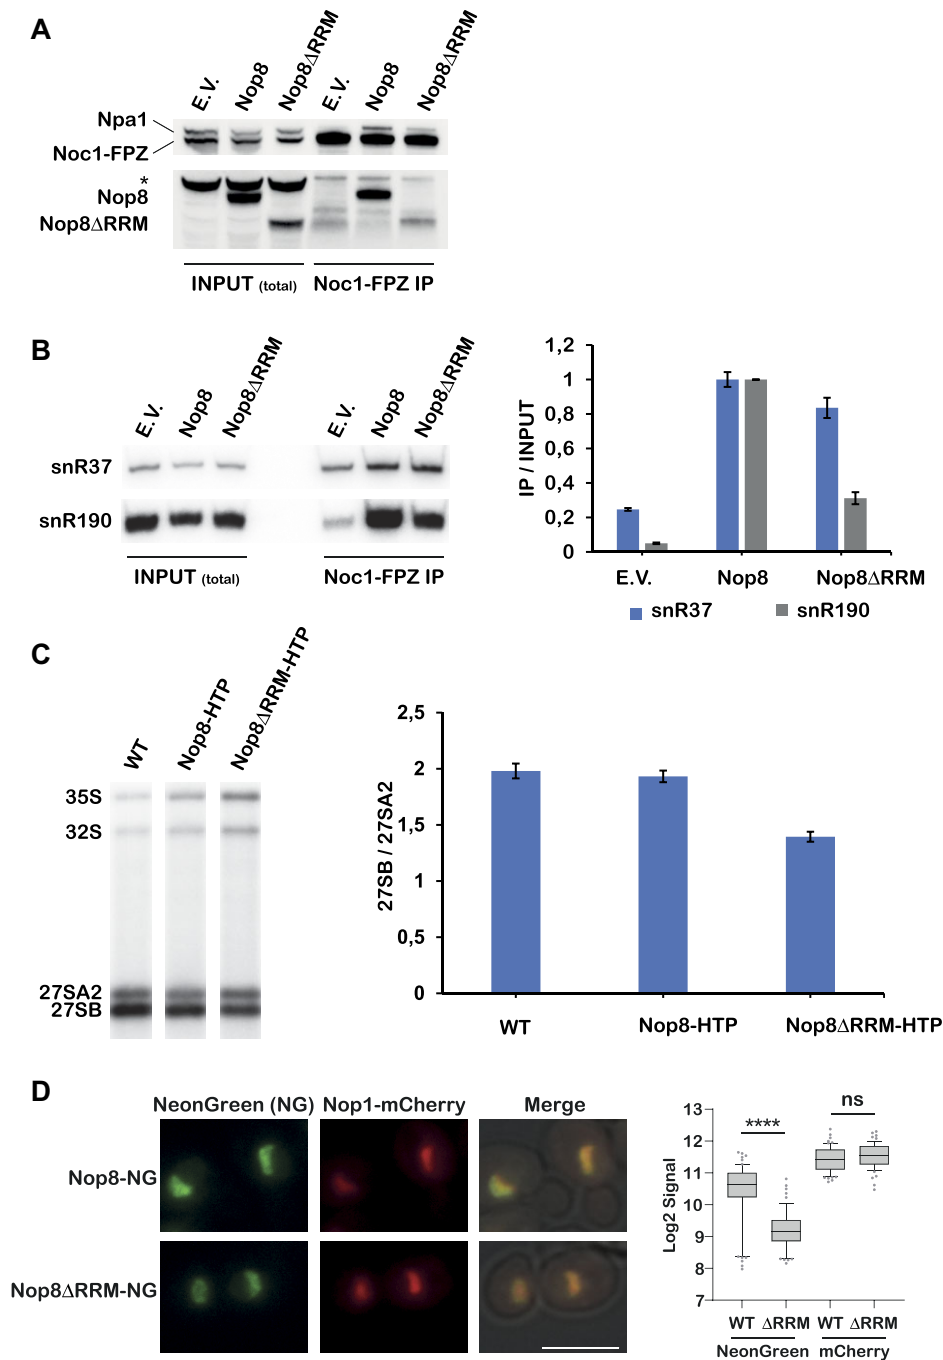 A
E.V. Nop8 Nop8ΔRRM E.V. Nop8 Nop8ΔRRM
Npa1
Noc1-FPZ
*
Nop8
Nop8ΔRRM
INPUT (total) Noc1-FPZ IP
B
E.V. Nop8 Nop8ΔRRM E.V. Nop8 Nop8ΔRRM
snR37
snR190
INPUT (total) Noc1-FPZ IP
IP / INPUT
1,2
1
0,8
0,6
0,4
0,2
0
E.V. Nop8 Nop8ΔRRM
snR37 snR190
C
WT Nop8-HTP Nop8ΔRRM-HTP
35S
32S
27SA2
27SB
27SB / 27SA2
2,5
2
1,5
1
0,5
0
WT Nop8-HTP Nop8ΔRRM-HTP
D
NeonGreen (NG) Nop1-mCherry Merge
Nop8-NG
Nop8ΔRRM-NG
Log2 Signal
13
12
11
10
9
8
7
**** ns
WT ΔRRM WT ΔRRM
NeonGreen mCherry